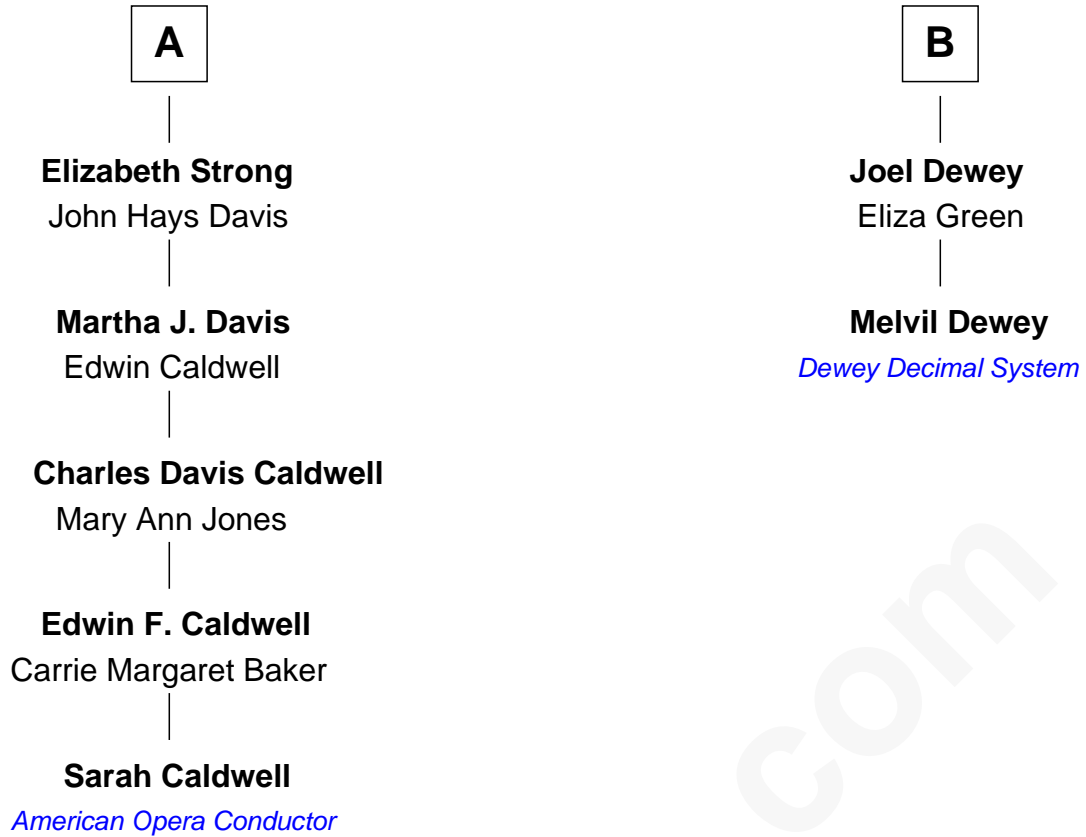 A
Elizabeth Strong
John Hays Davis
Martha J. Davis
Edwin Caldwell
Charles Davis Caldwell
Mary Ann Jones
Edwin F. Caldwell
Carrie Margaret Baker
Sarah Caldwell
American Opera Conductor
B
Joel Dewey
Eliza Green
Melvil Dewey
Dewey Decimal System
com